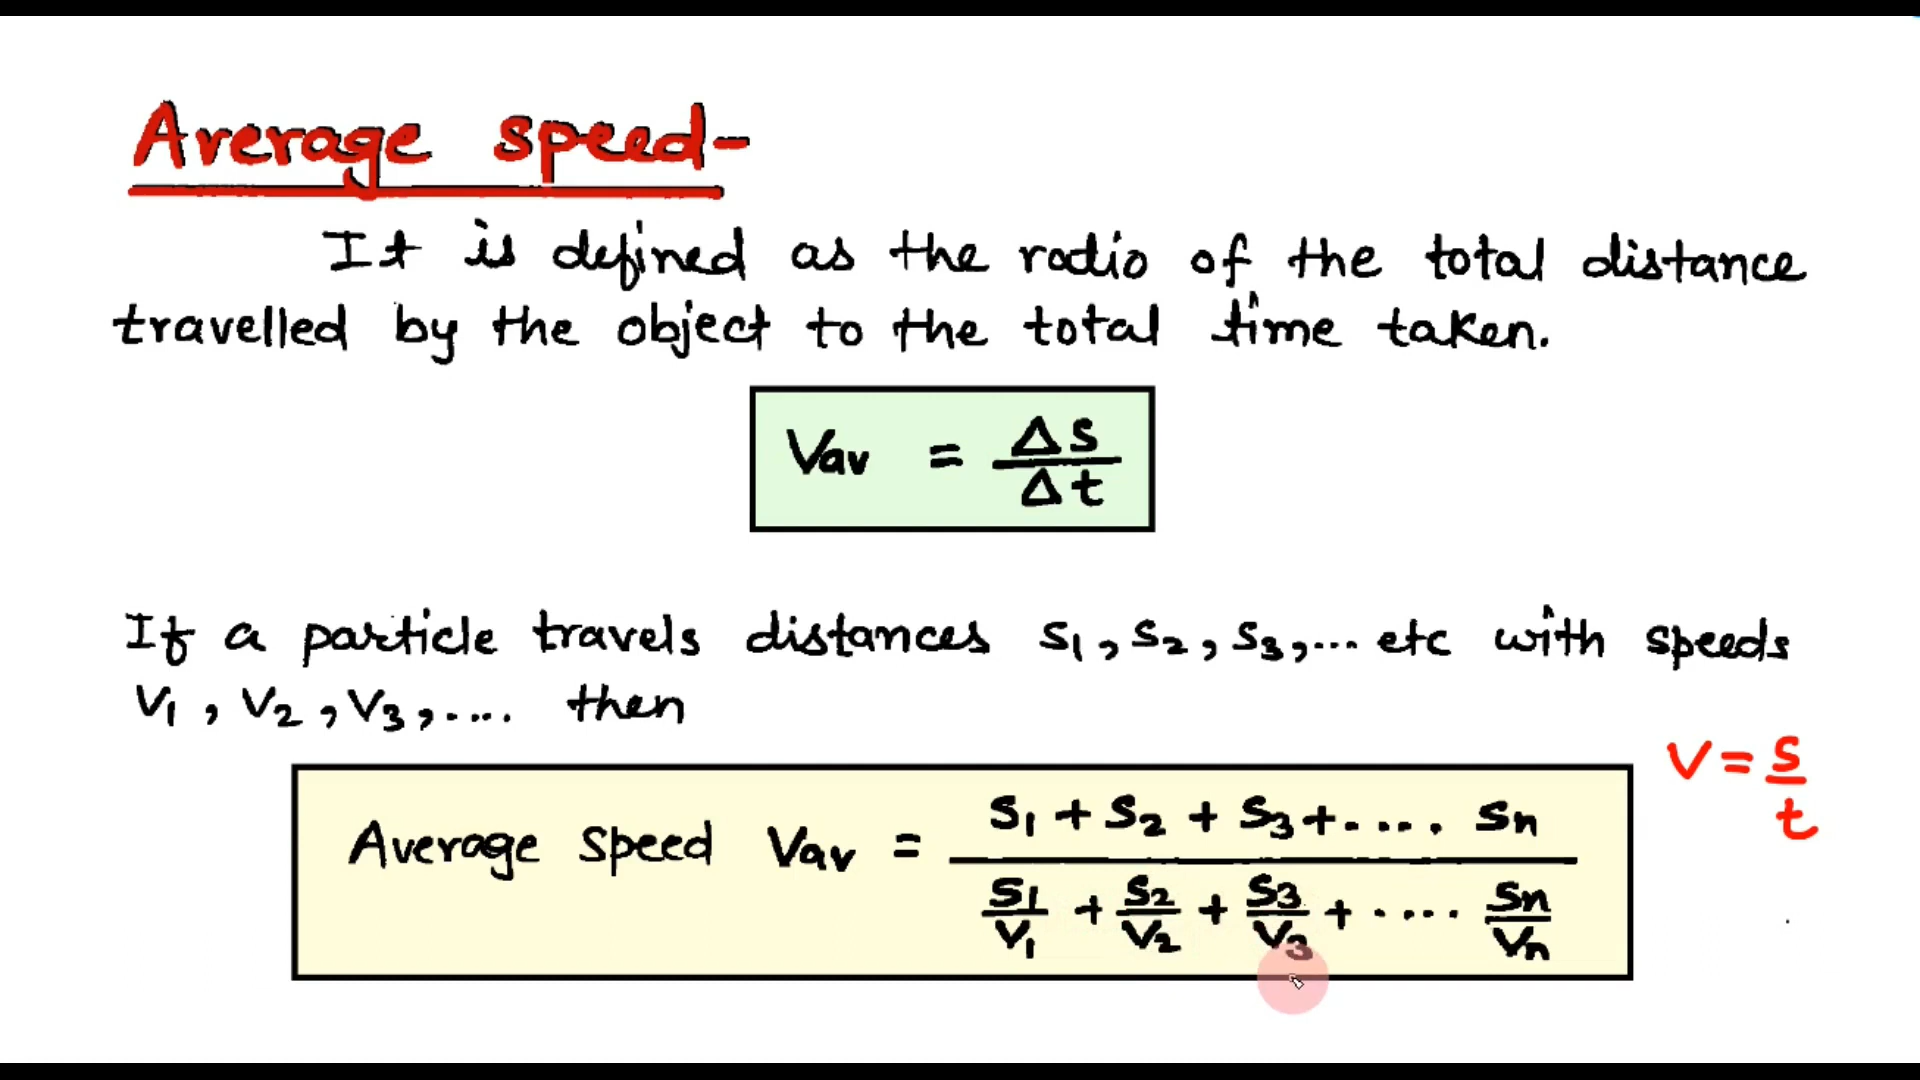 Average speed-
It is defined as the ratio of the total distance
travelled by the object to the total time taken.
Vav = Δs/Δt
If a particle travels distances s₁, s₂, s₃,... etc with speeds
v₁, v₂, v₃,.... then
v = s/t
Average speed Vav = (s₁ + s₂ + s₃ + .... sn)/(s₁/v₁ + s₂/v₂ + s₃/v₃ + .... sn/vn)